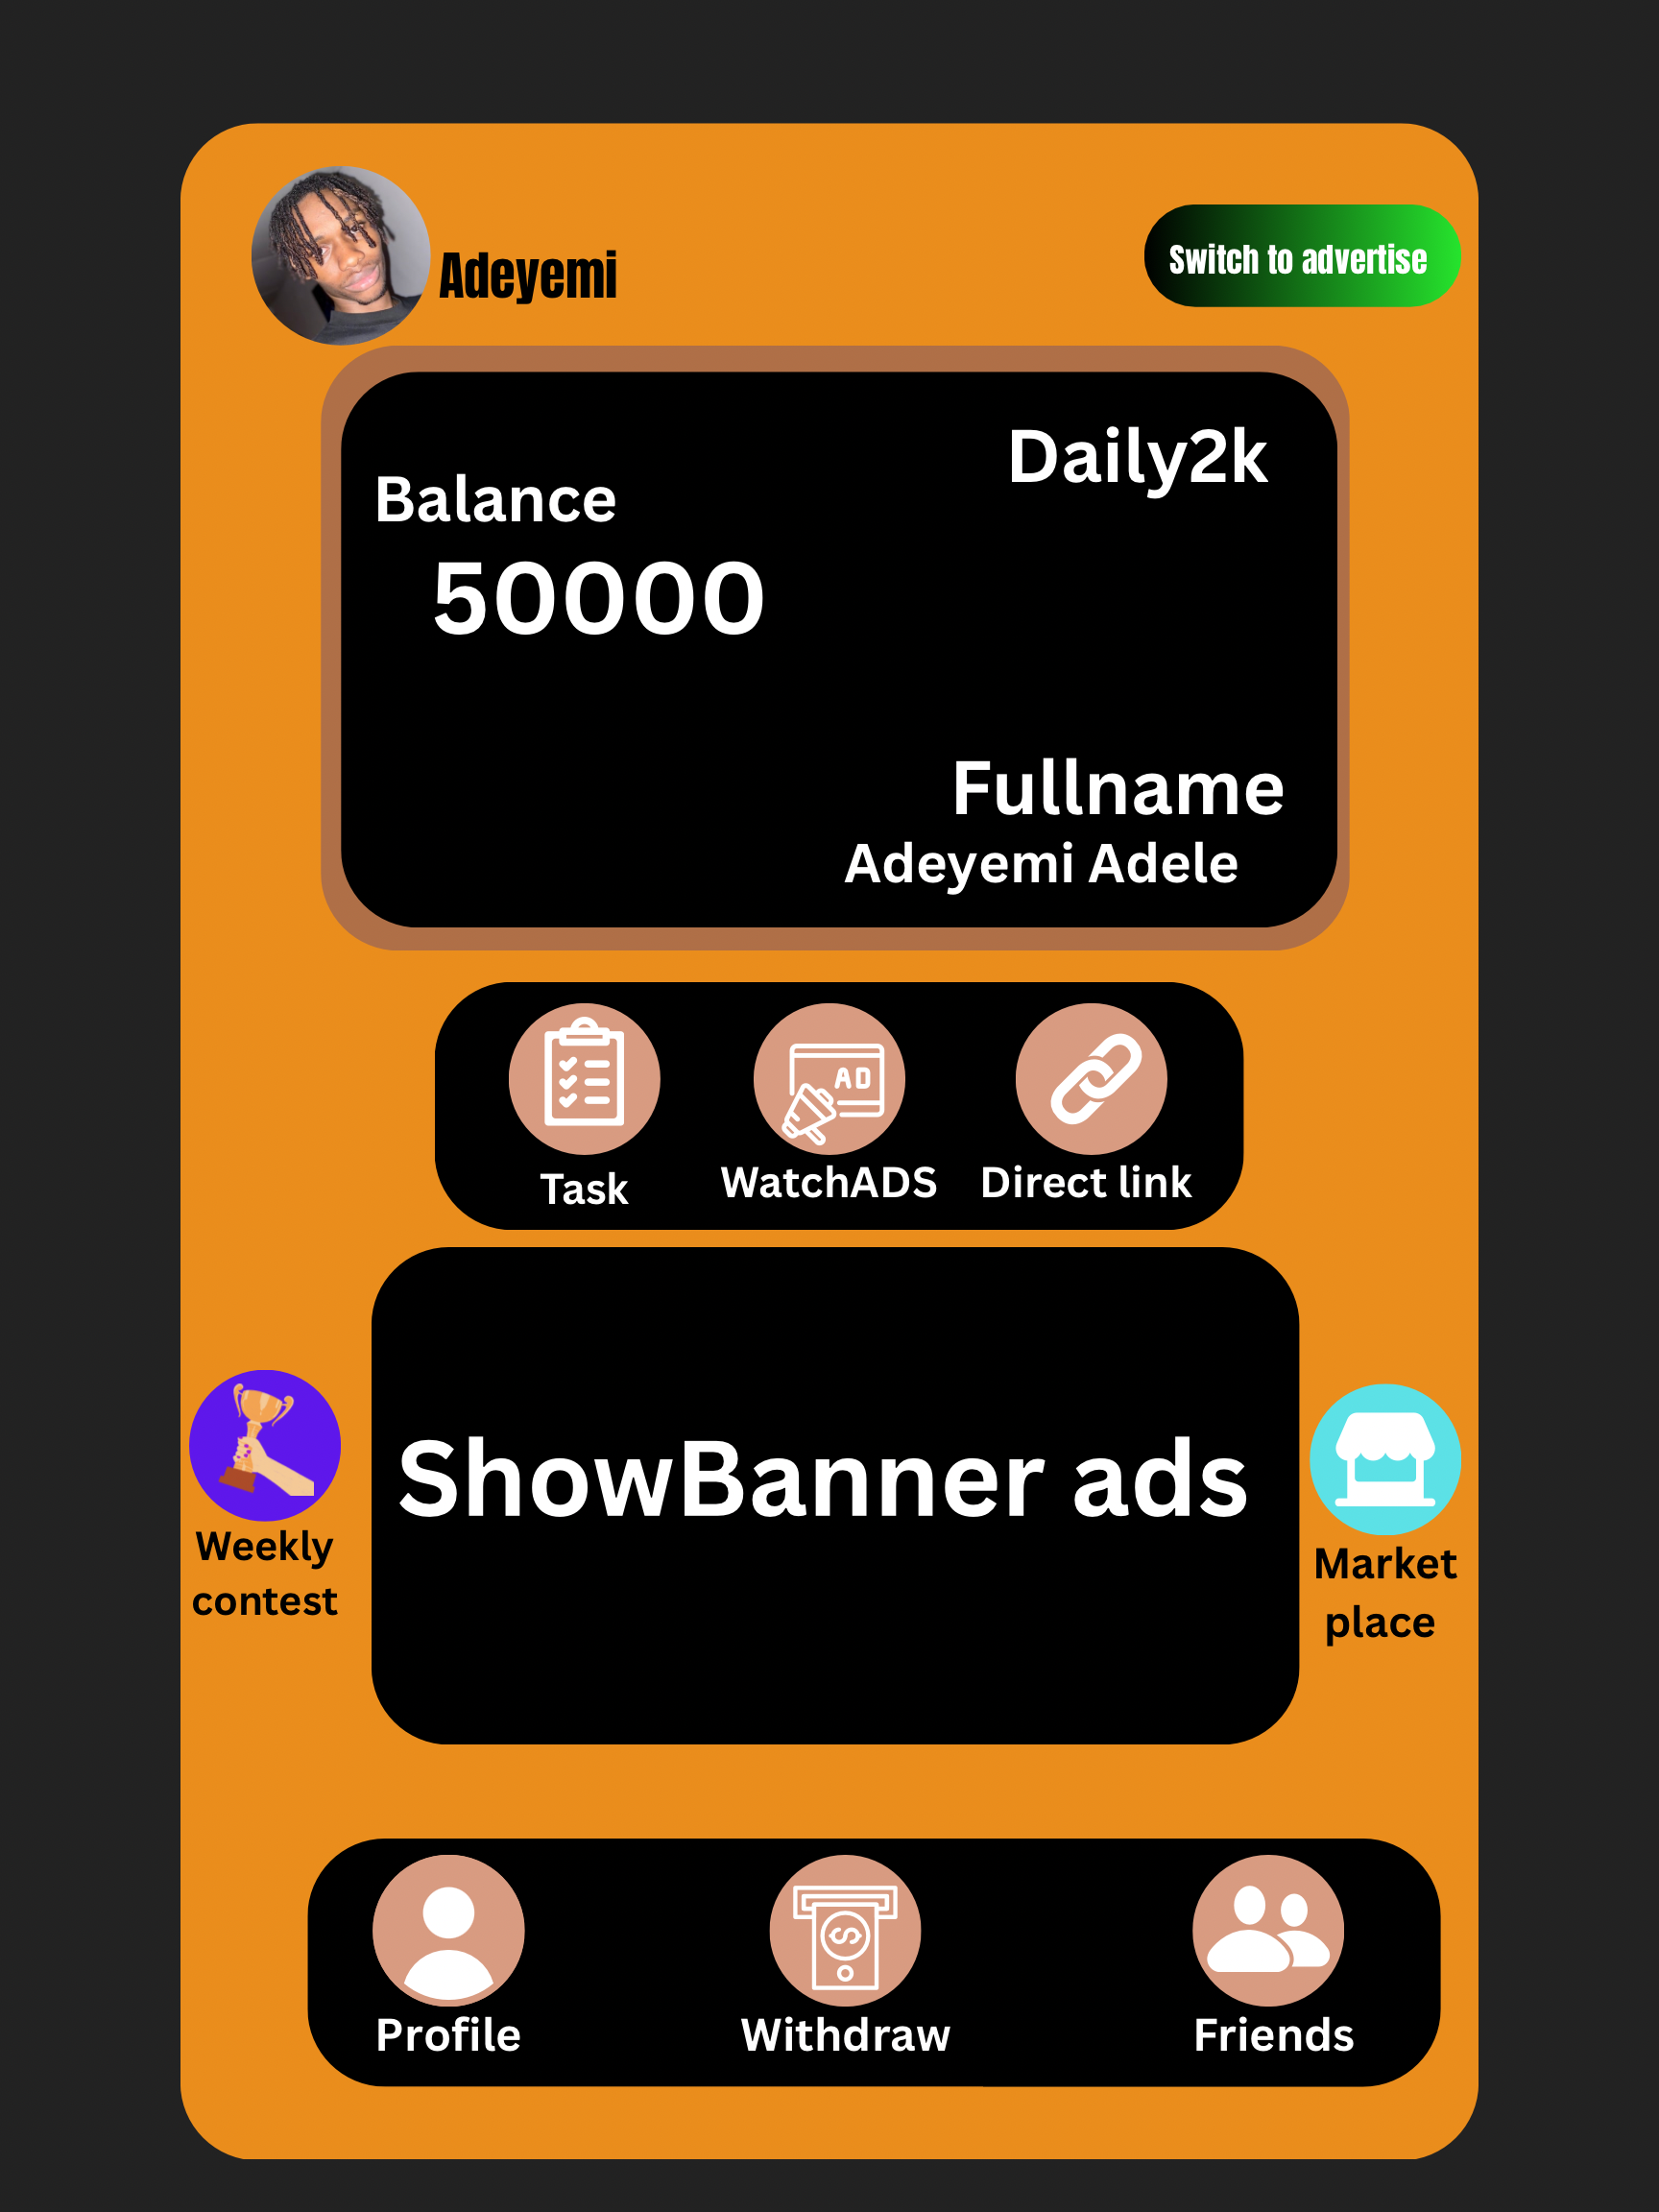 Adeyemi
Switch to advertise
Daily2k
Balance
50000
Fullname
Adeyemi Adele
AD
Task
WatchADS
Direct link
ShowBanner ads
Weekly
contest
Market
place
Profile
Withdraw
Friends